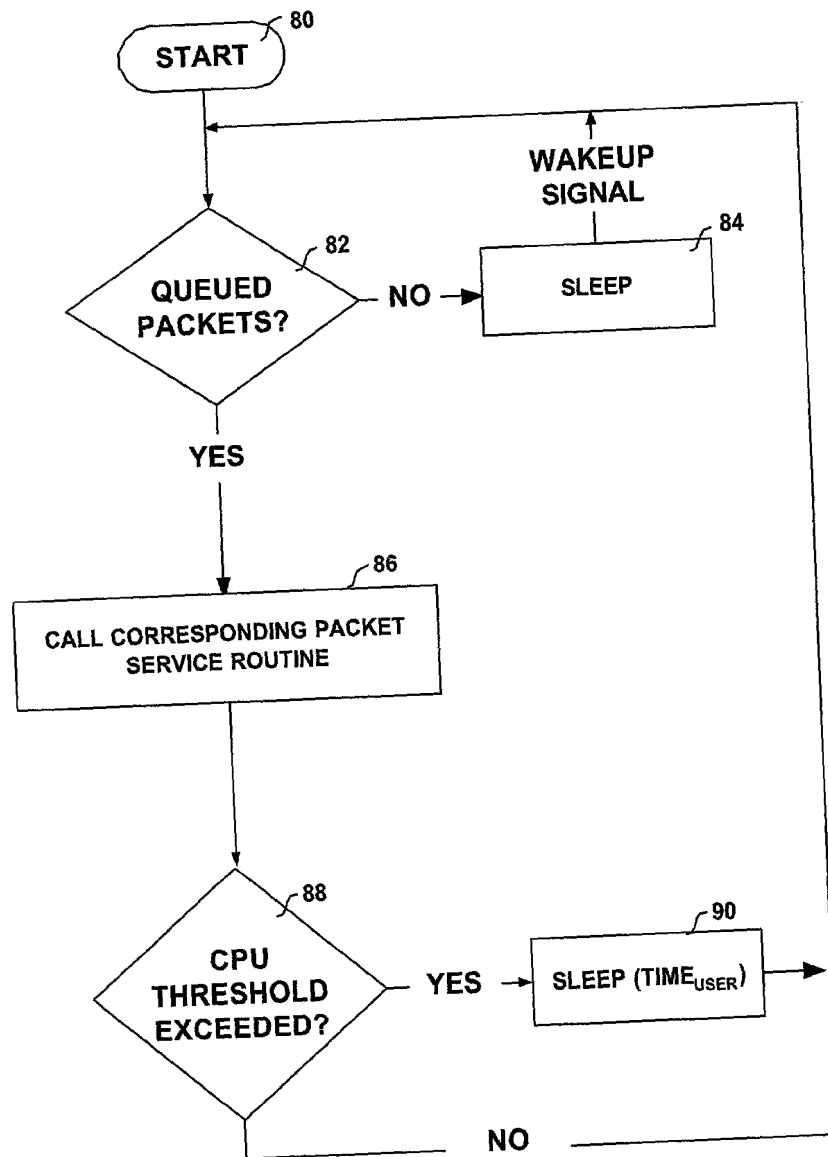 80
START
WAKEUP
SIGNAL
84
82
QUEUED
PACKETS?
NO
SLEEP
YES
86
CALL CORRESPONDING PACKET
SERVICE ROUTINE
88
90
CPU
THRESHOLD
EXCEEDED?
YES
SLEEP (TIME_USER)
NO